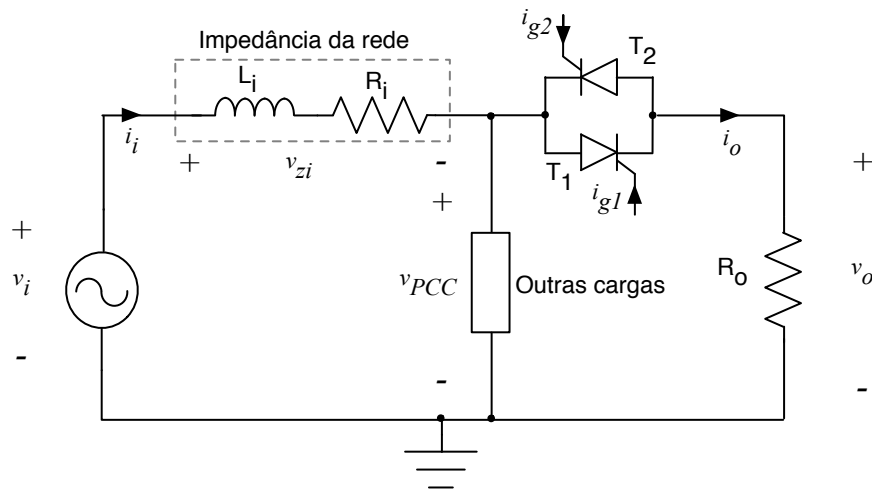 i_g2
Impedância da rede
T_2
L_i
R_i
i_i
+
v_zi
-
i_o
T_1
i_g1
+
+
+
v_i
v_PCC
Outras cargas
R_o
v_o
-
-
-